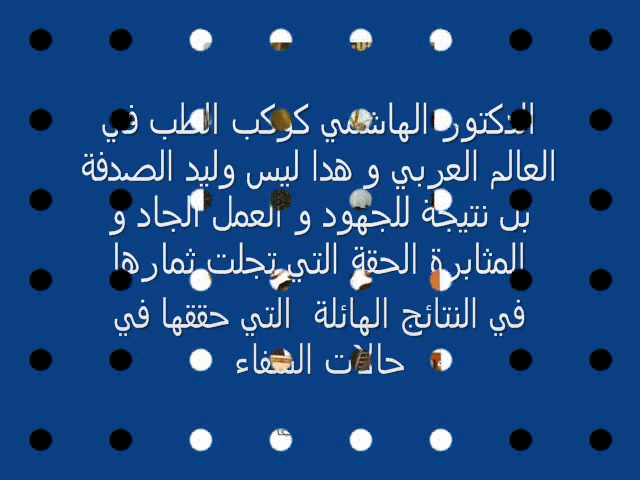 الدكتور الهاشمي كوكب الطب في
العالم العربي و هدا ليس وليد الصدفة
بل نتيجة للجهود و العمل الجاد و
المثابرة الحقة التي تجلت ثمارها
في النتائج الهائلة التي حققها في
حالات الشفاء